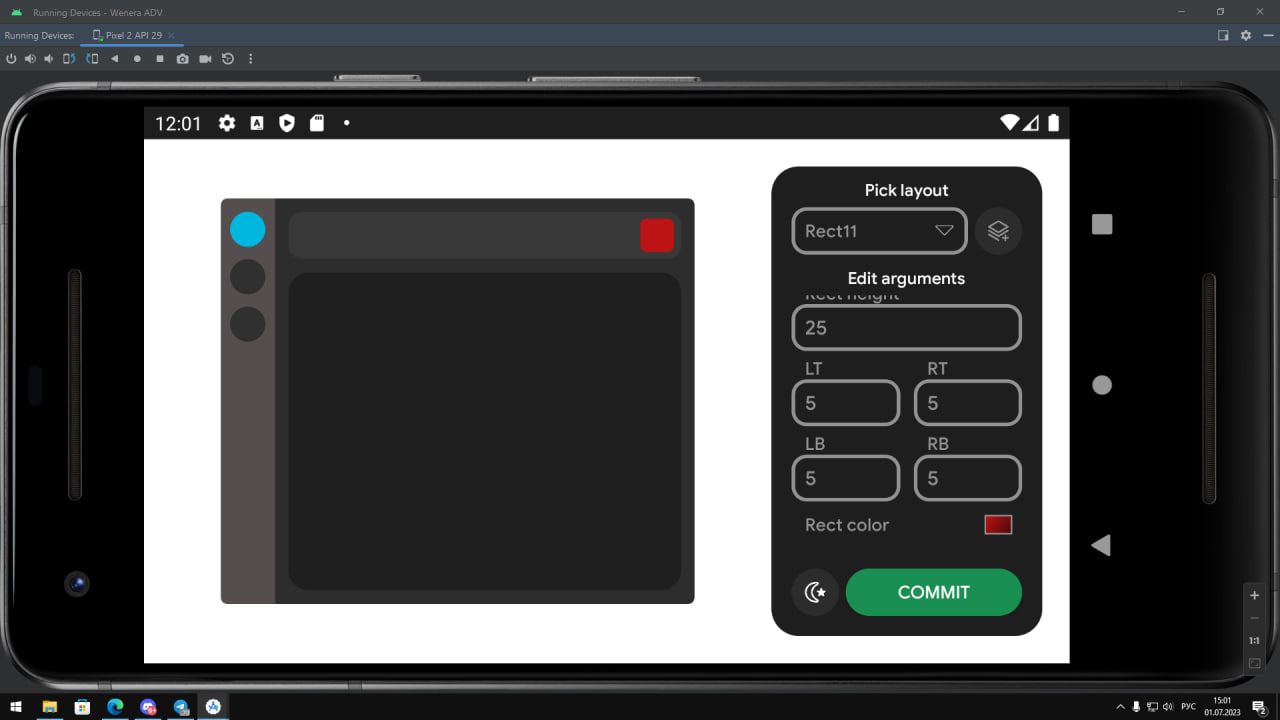 Running Devices - Wenera ADV
Running Devices:
Pixel 2 API 29
12:01
Pick layout
Rect11
Edit arguments
Rect height
25
LT
RT
5
5
LB
RB
5
5
Rect color
COMMIT
1:1
15:01
РУС
01.07.2023
2